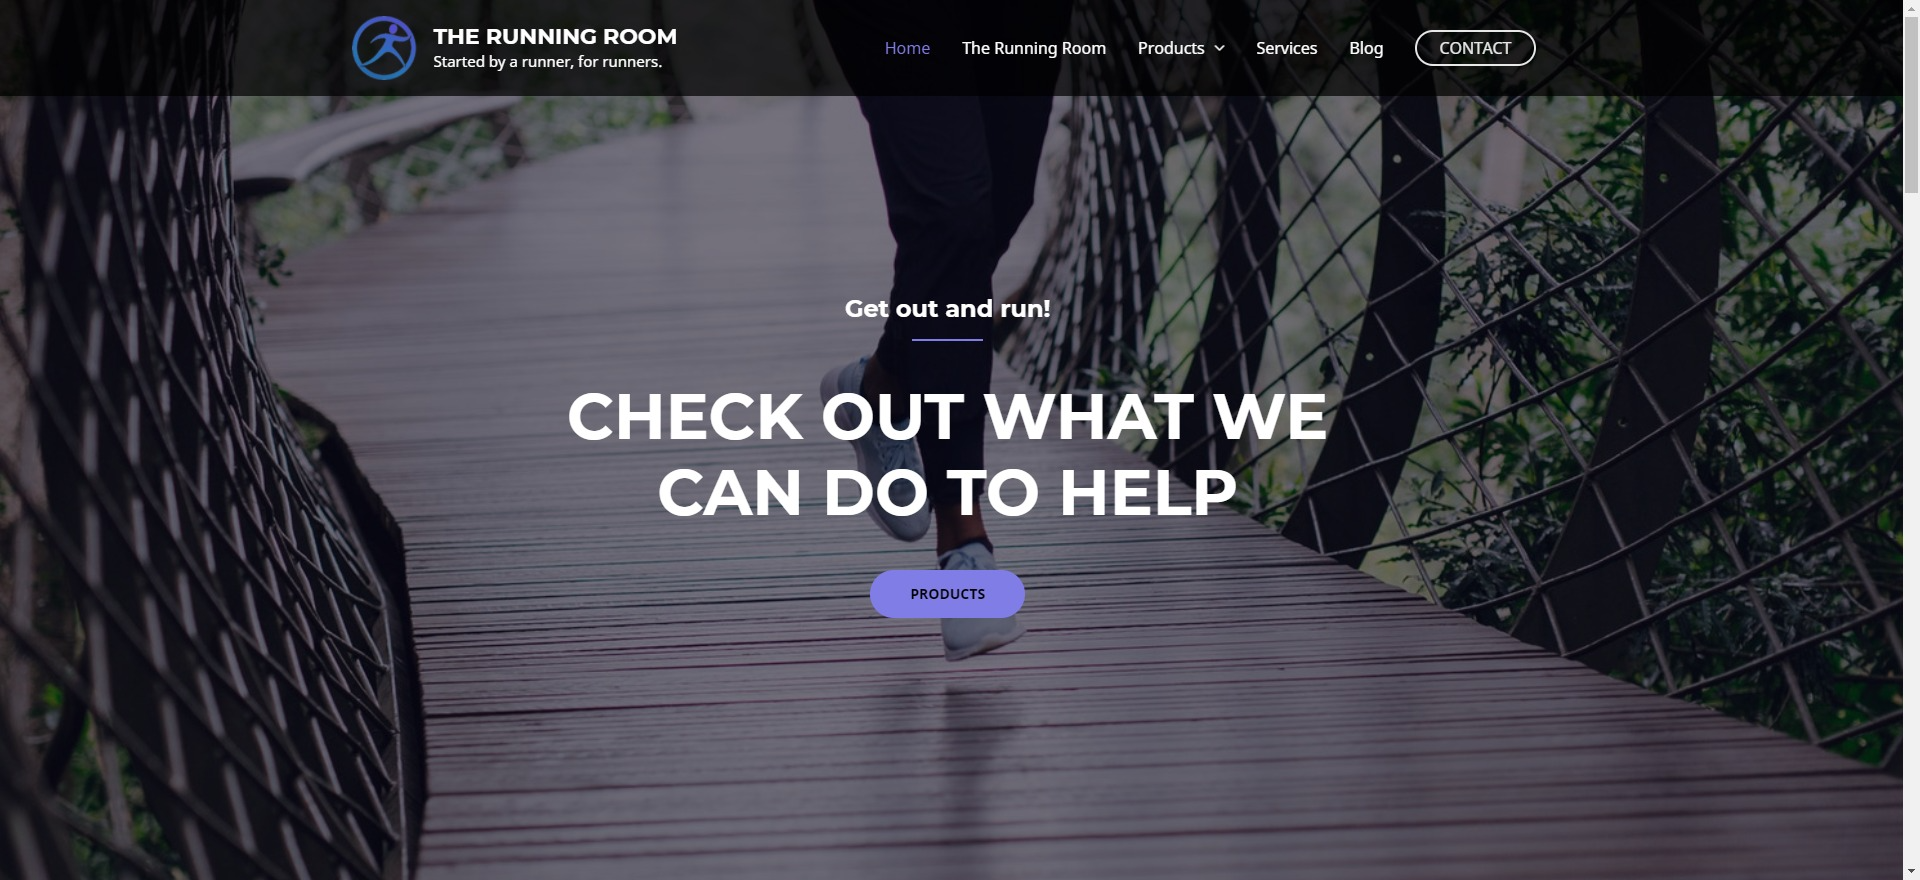 THE RUNNING ROOM
Started by a runner, for runners.
Home
The Running Room
Products
Services
Blog
CONTACT
Get out and run!
CHECK OUT WHAT WE
CAN DO TO HELP
PRODUCTS